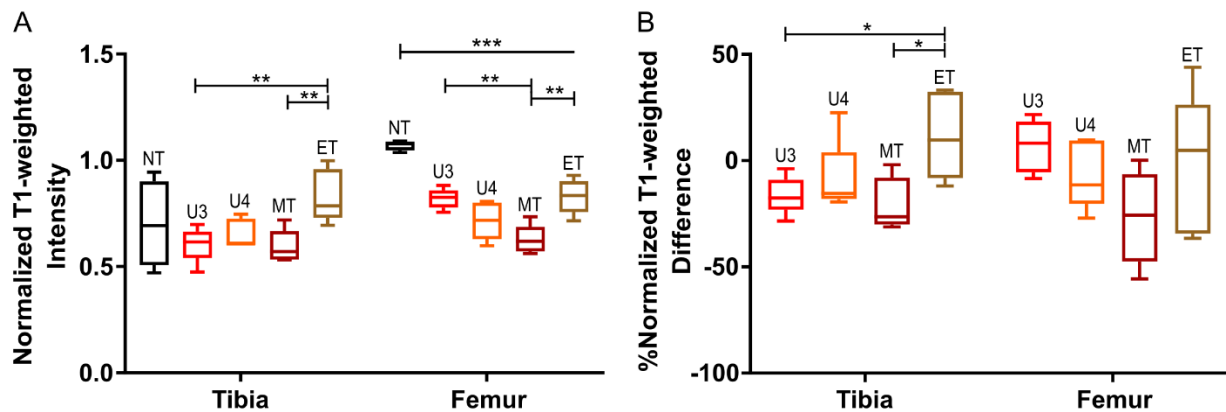 A
Normalized T1-weighted
Intensity
1.5
1.0
0.5
0.0
***
**
**
**
**
NT
U3
U4
MT
ET
NT
U3
U4
MT
ET
Tibia
Femur
B
%Normalized T1-weighted
Difference
50
0
-50
-100
*
*
U3
U4
MT
ET
U3
U4
MT
ET
Tibia
Femur